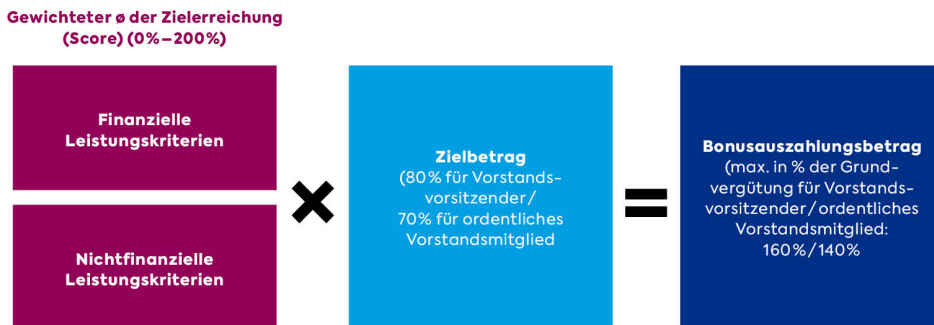 Gewichteter ø der Zielerreichung
(Score) (0%–200%)
Finanzielle
Leistungskriterien
Nichtfinanzielle
Leistungskriterien
Zielbetrag
(80% für Vorstands-
vorsitzender/
70% für ordentliches
Vorstandsmitglied
Bonusauszahlungsbetrag
(max. in % der Grund-
vergütung für Vorstands-
vorsitzender/ordentliches
Vorstandsmitglied:
160%/140%